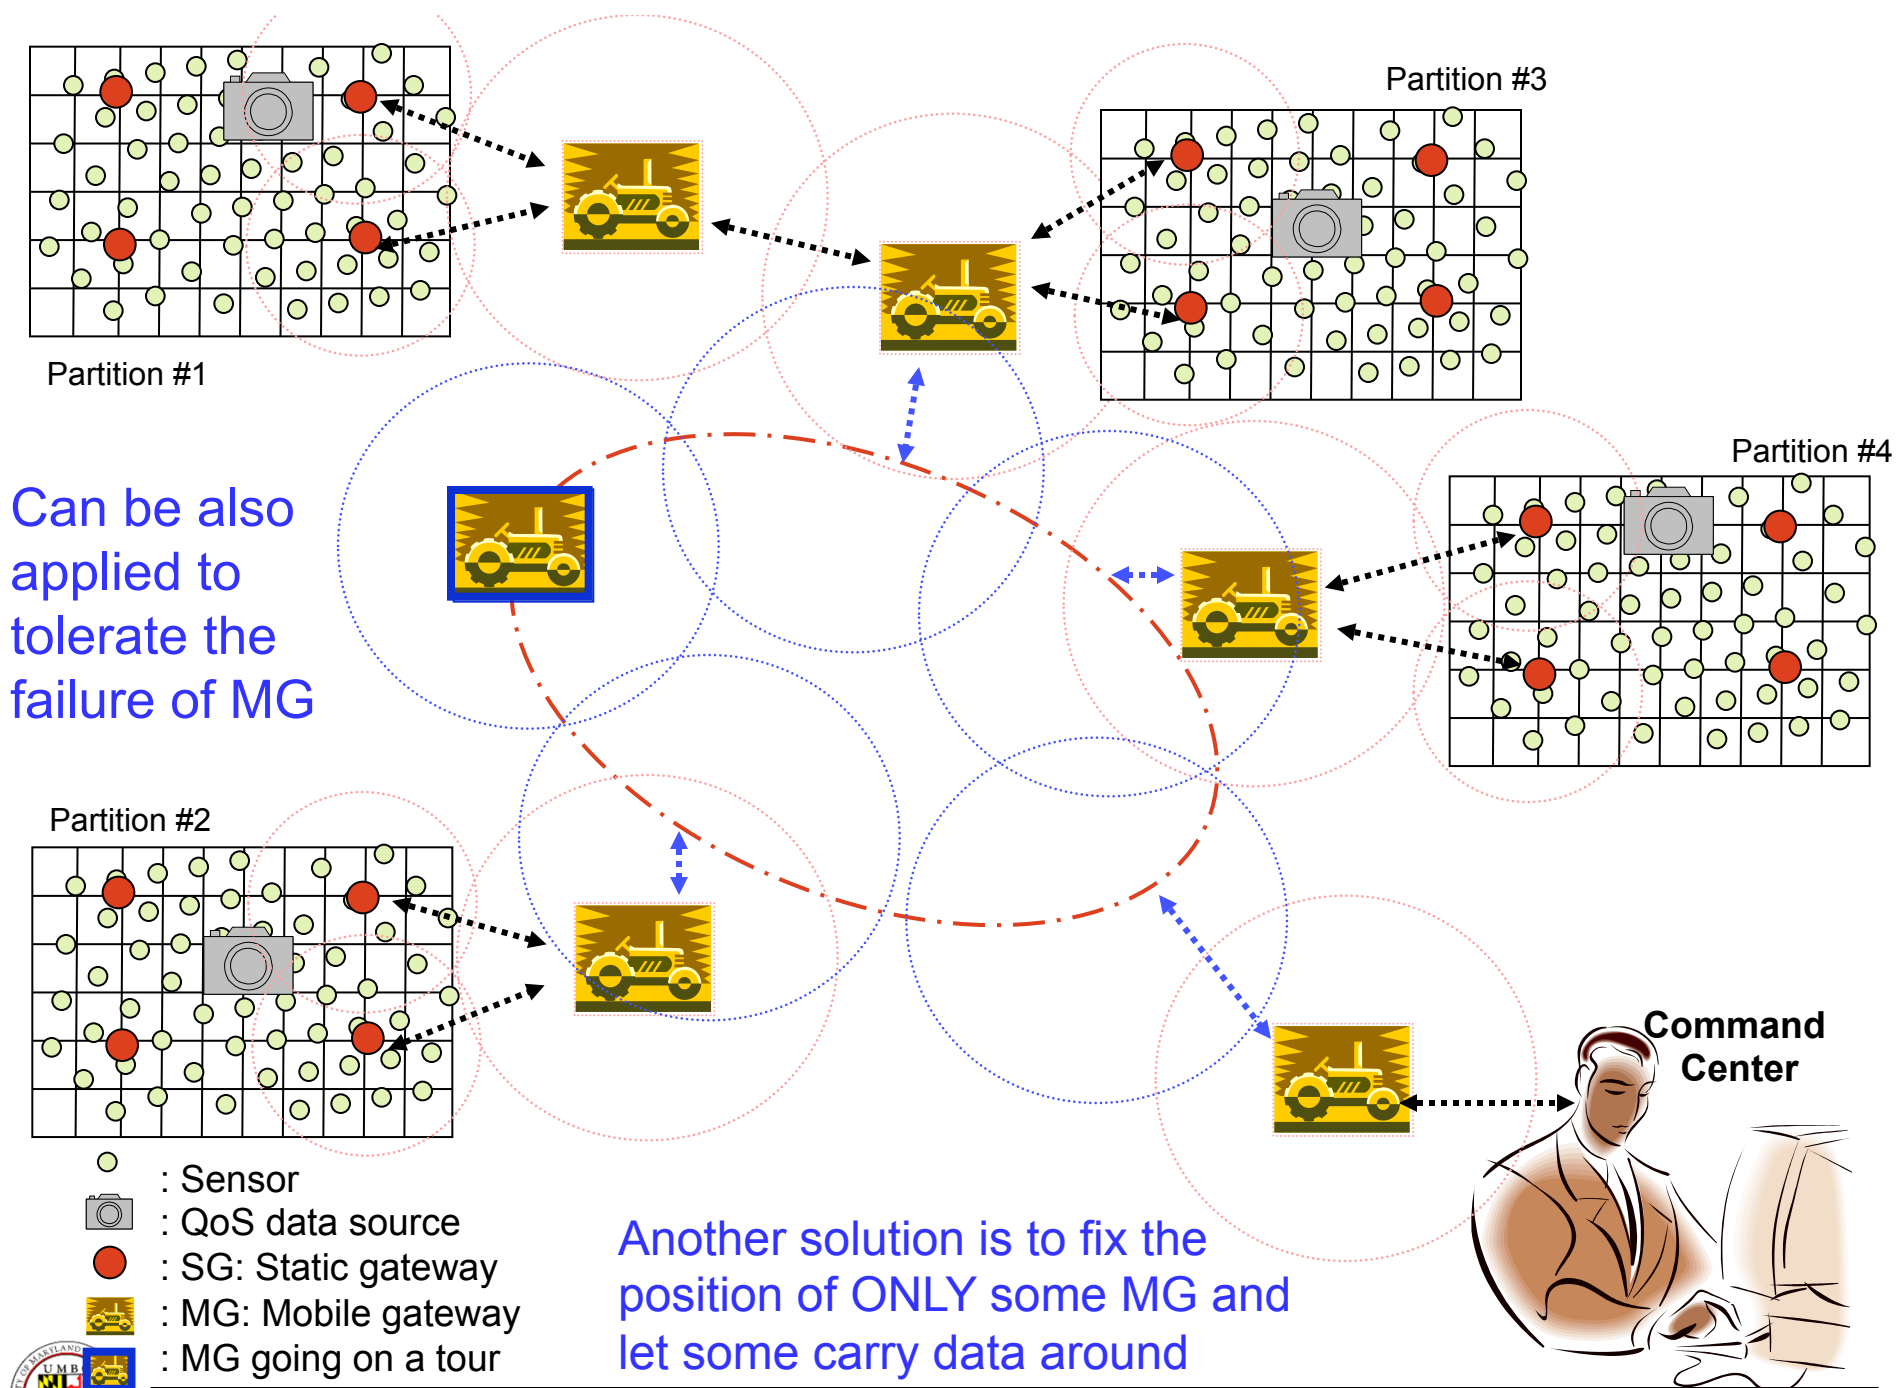 Partition #3
Partition #1
Partition #4
Can be also
applied to
tolerate the
failure of MG
Partition #2
Command
Center
: Sensor
: QoS data source
: SG: Static gateway
: MG: Mobile gateway
: MG going on a tour
Another solution is to fix the
position of ONLY some MG and
let some carry data around
MARYLAND
UMB